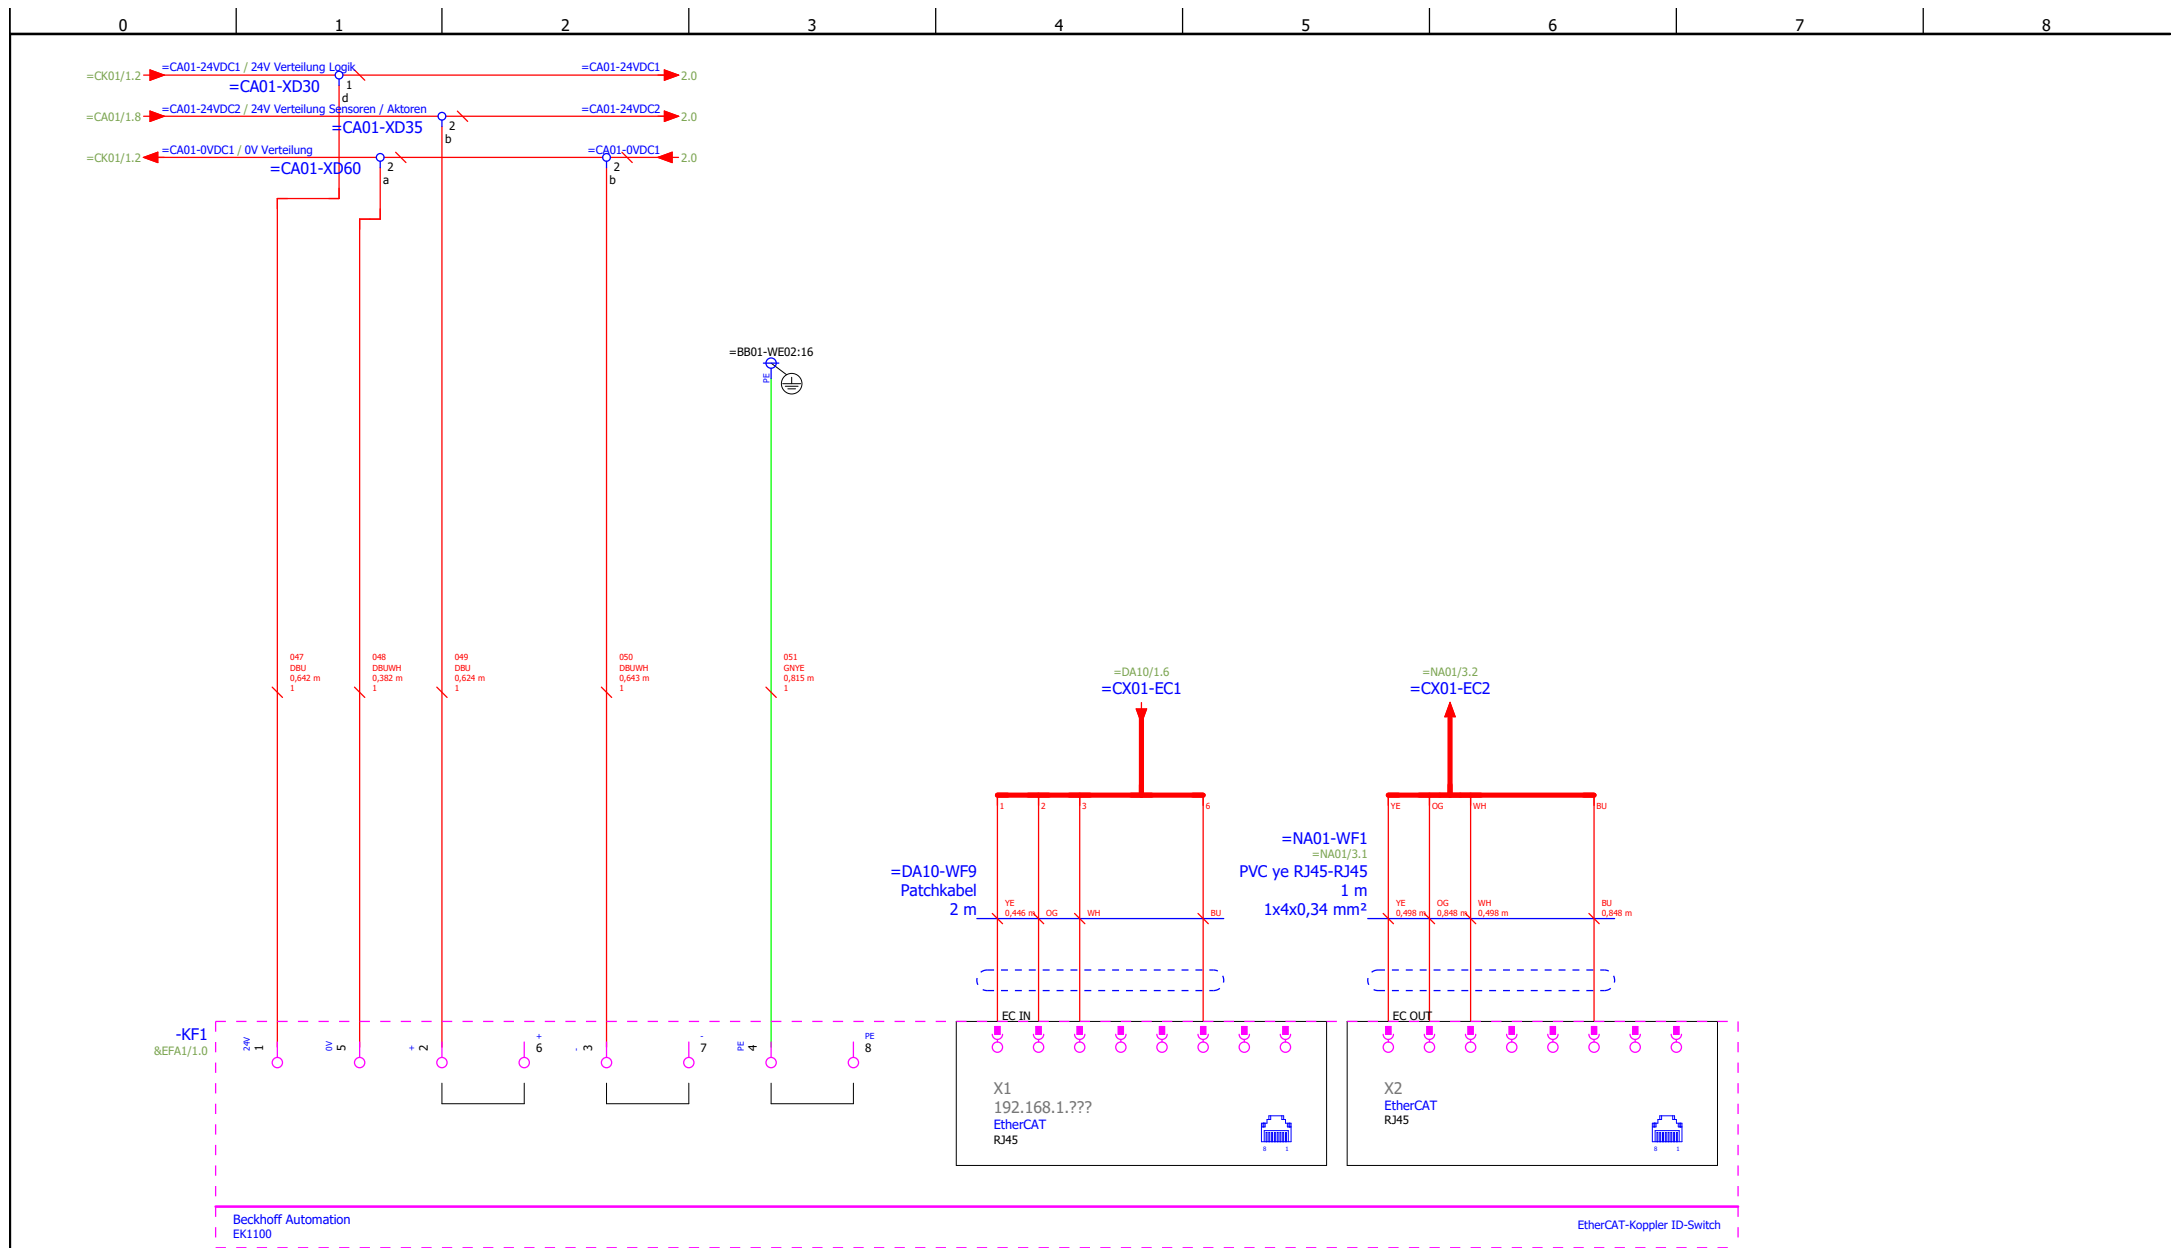 0 1 2 3 4 5 6 7 8
=CK01/1.2 =CA01-24VDC1 / 24V Verteilung Logik =CA01-24VDC1 2.0
=CA01-XD30 1
d
=CA01/1.8 =CA01-24VDC2 / 24V Verteilung Sensoren / Aktoren =CA01-24VDC2 2.0
=CA01-XD35 2
b
=CK01/1.2 =CA01-0VDC1 / 0V Verteilung =CA01-0VDC1 2.0
=CA01-XD60 2
a
2
b
=BB01-WE02:16
PE
047
DBU
0,642 m
1
048
DBUWH
0,382 m
1
049
DBU
0,624 m
1
050
DBUWH
0,643 m
1
051
GNYE
0,815 m
1
=DA10/1.6
=CX01-EC1
=NA01/3.2
=CX01-EC2
1 2 3 6
YE OG WH BU
=DA10-WF9
Patchkabel
2 m
YE
0,446 m OG WH BU
=NA01-WF1
=NA01/3.1
PVC ye RJ45-RJ45
1 m
1x4x0,34 mm²
YE
0,498 m
OG
0,848 m
WH
0,498 m
BU
0,848 m
-KF1
&EFA1/1.0
24V 1
0V 5
+ 2
+
6
- 3
-
7
PE 4
PE
8
EC IN
X1
192.168.1.???
EtherCAT
RJ45
8 1
EC OUT
X2
EtherCAT
RJ45
8 1
Beckhoff Automation
EK1100
EtherCAT-Koppler ID-Switch